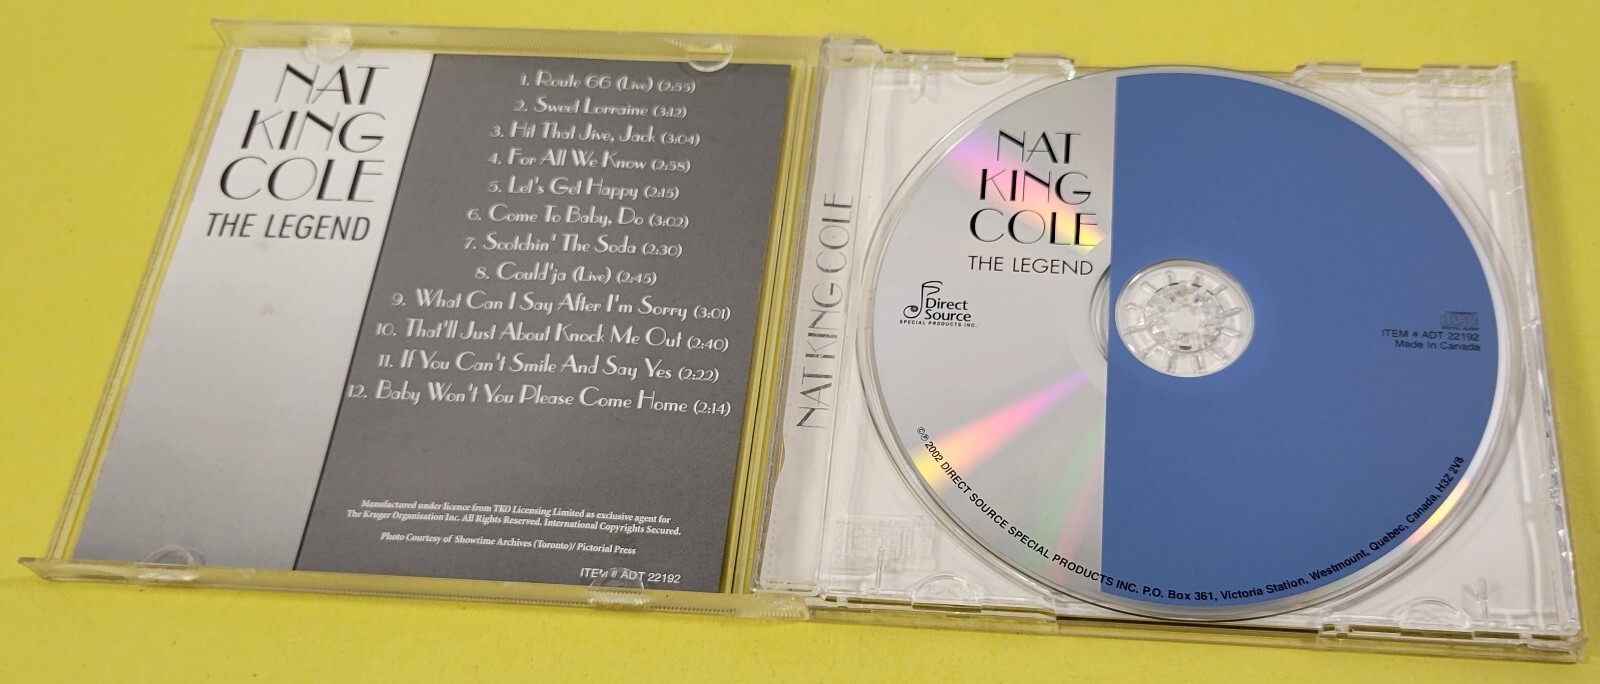 NAT
KING
COLE
THE LEGEND
1. Route 66 (Live) (2:55)
2. Sweet Lorraine (3:12)
3. Hit That Jive, Jack (3:04)
4. For All We Know (2:58)
5. Let's Get Happy (2:15)
6. Come To Baby, Do (3:02)
7. Scotchin' The Soda (2:30)
8. Could'ja (Live) (2:45)
9. What Can I Say After I'm Sorry (3:01)
10. That'll Just About Knock Me Out (2:40)
11. If You Can't Smile And Say Yes (2:22)
12. Baby Won't You Please Come Home (2:14)
Manufactured under licence from TKO Licensing Limited as exclusive agent for
The Kruger Organisation Inc. All Rights Reserved. International Copyrights Secured.
Photo Courtesy of Showtime Archives (Toronto)/ Pictorial Press
ITEM # ADT 22192
NAT KING COLE
NAT
KING
COLE
THE LEGEND
Direct
Source
SPECIAL PRODUCTS INC.
COMPACT
disc
DIGITAL AUDIO
ITEM # ADT 22192
Made In Canada
©℗ 2002 DIRECT SOURCE SPECIAL PRODUCTS INC. P.O. Box 361, Victoria Station, Westmount, Quebec, Canada, H3Z 2V8